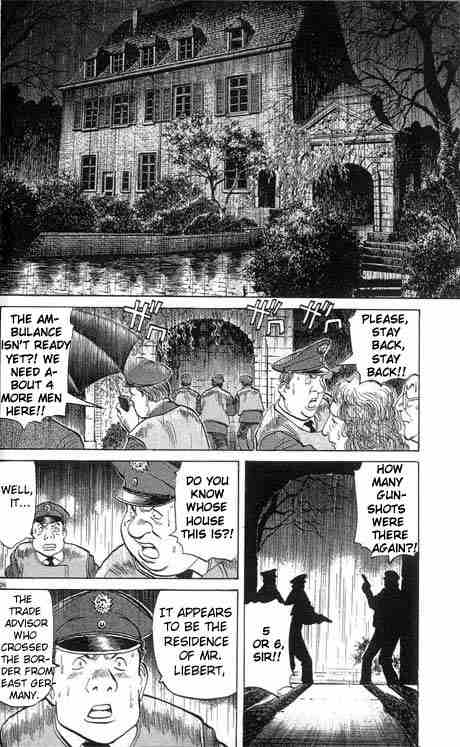 PLEASE,
STAY
BACK,
STAY
BACK!!
THE AM-
BULANCE
ISN'T READY
YET?! WE
NEED A-
BOUT 4
MORE MEN
HERE!!
HOW
MANY
GUN-
SHOTS
WERE
THERE
AGAIN?!
5
OR 6,
SIR!!
DO YOU
KNOW
WHOSE
HOUSE
THIS IS?!
WELL,
IT...
IT APPEARS
TO BE THE
RESIDENCE
OF MR.
LIEBERT,
THE
TRADE
ADVISOR
WHO
CROSSED
THE BOR-
DER FROM
EAST GER-
MANY.